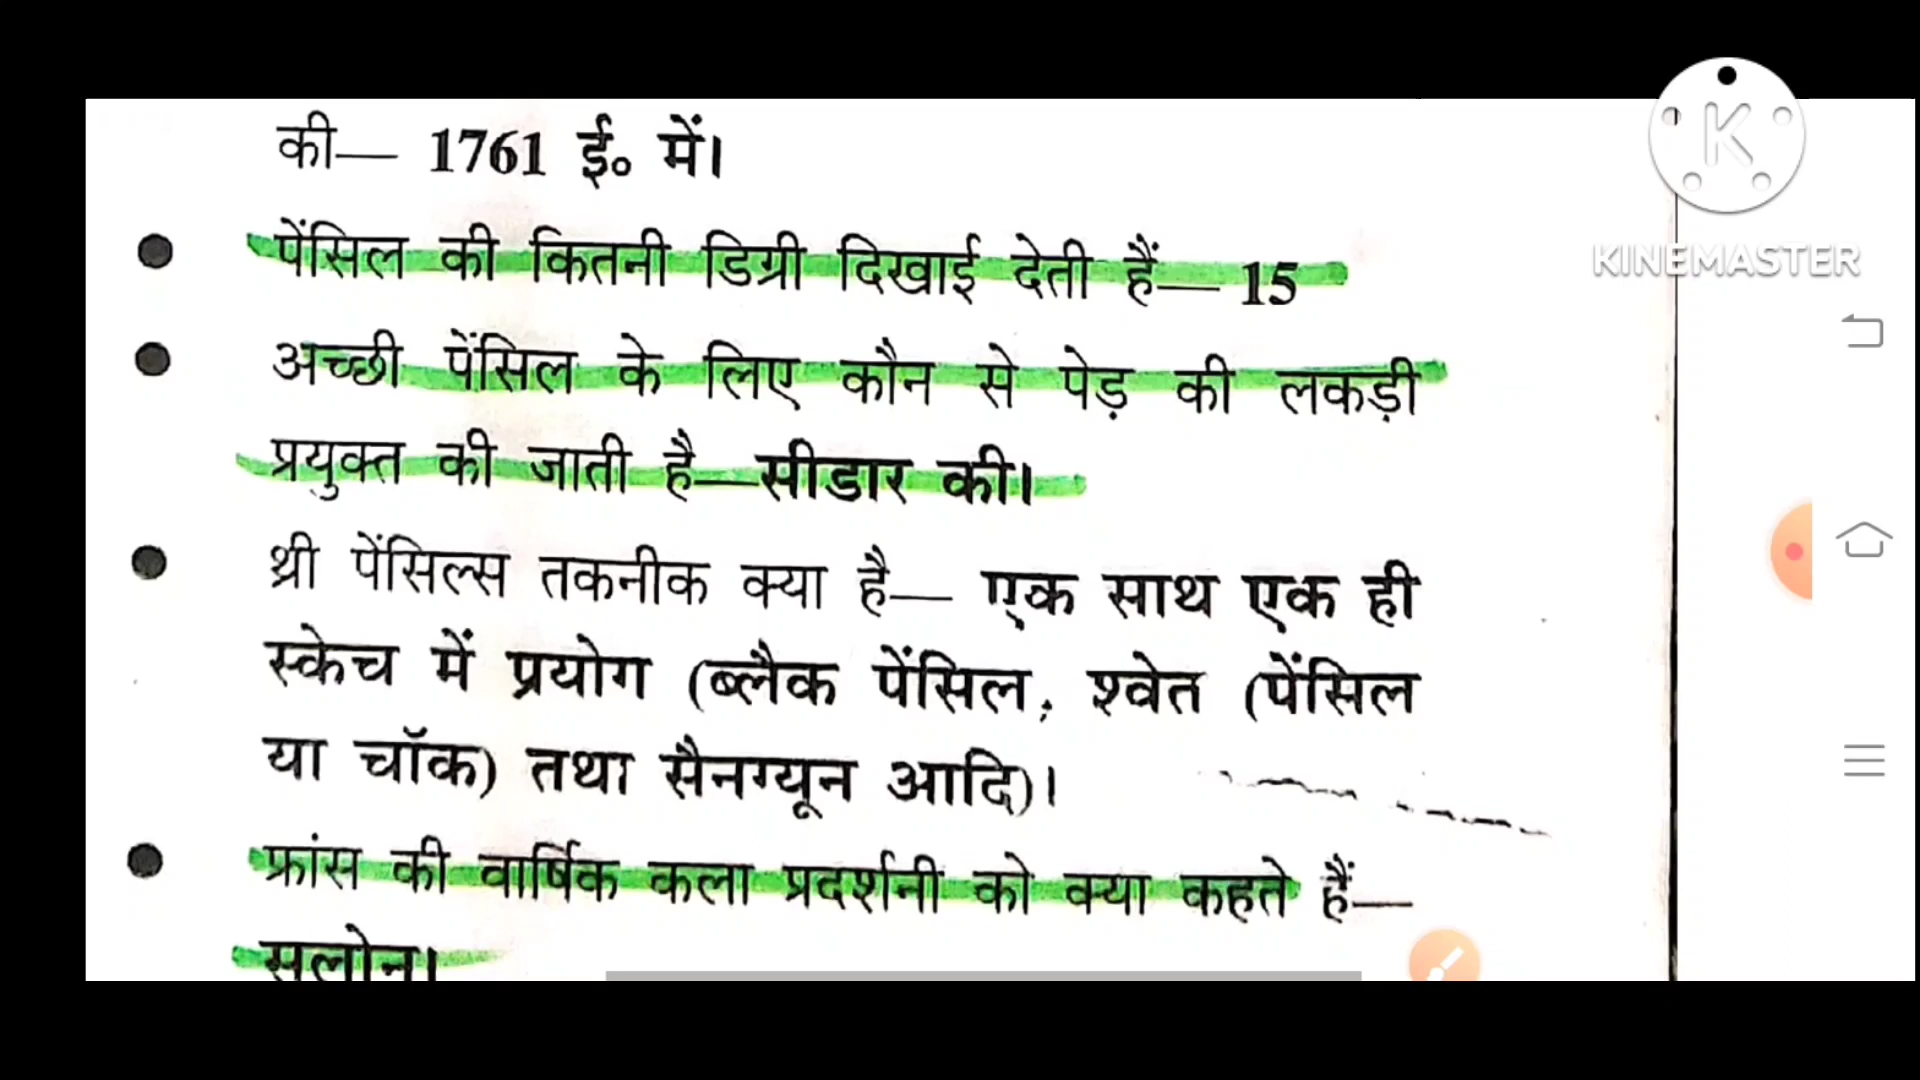 की— 1761 ई० में।
KINEMASTER
● पेंसिल की कितनी डिग्री दिखाई देती हैं— 15
● अच्छी पेंसिल के लिए कौन से पेड़ की लकड़ी
प्रयुक्त की जाती है—सीडार की।
● थ्री पेंसिल्स तकनीक क्या है— एक साथ एक ही
स्केच में प्रयोग (ब्लैक पेंसिल, श्वेत (पेंसिल
या चॉक) तथा सैनग्यून आदि)।
● फ्रांस की वार्षिक कला प्रदर्शनी को क्या कहते हैं—
सलोन।